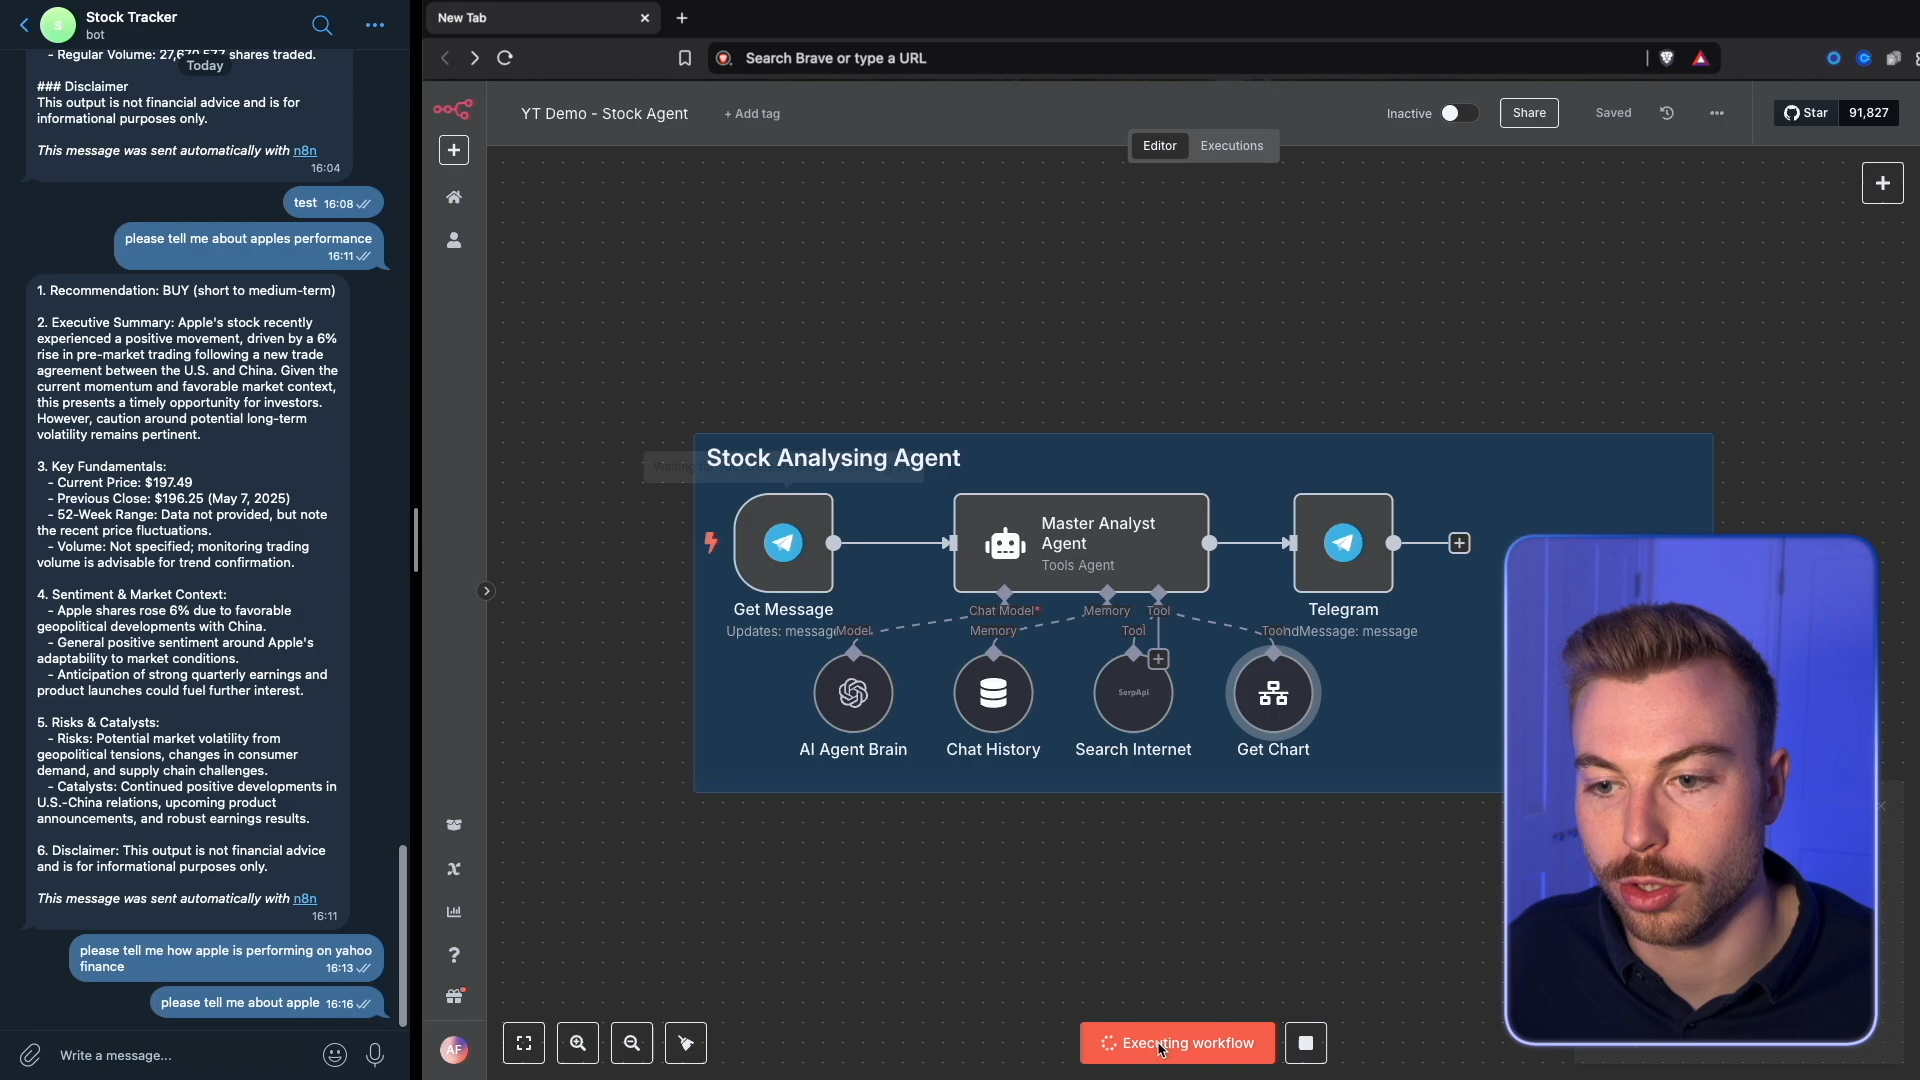 Stock Tracker
bot
- Regular Volume: 27,670,577 shares traded.
Today
### Disclaimer
This output is not financial advice and is for
informational purposes only.
This message was sent automatically with n8n
16:04
test 16:08
please tell me about apples performance
16:11
1. Recommendation: BUY (short to medium-term)
2. Executive Summary: Apple's stock recently
experienced a positive movement, driven by a 6%
rise in pre-market trading following a new trade
agreement between the U.S. and China. Given the
current momentum and favorable market context,
this presents a timely opportunity for investors.
However, caution around potential long-term
volatility remains pertinent.
3. Key Fundamentals:
- Current Price: $197.49
- Previous Close: $196.25 (May 7, 2025)
- 52-Week Range: Data not provided, but note
the recent price fluctuations.
- Volume: Not specified; monitoring trading
volume is advisable for trend confirmation.
4. Sentiment & Market Context:
- Apple shares rose 6% due to favorable
geopolitical developments with China.
- General positive sentiment around Apple's
adaptability to market conditions.
- Anticipation of strong quarterly earnings and
product launches could fuel further interest.
5. Risks & Catalysts:
- Risks: Potential market volatility from
geopolitical tensions, changes in consumer
demand, and supply chain challenges.
- Catalysts: Continued positive developments in
U.S.-China relations, upcoming product
announcements, and robust earnings results.
6. Disclaimer: This output is not financial advice
and is for informational purposes only.
This message was sent automatically with n8n
16:11
please tell me how apple is performing on yahoo
finance 16:13
please tell me about apple 16:16
Write a message...
New Tab
Search Brave or type a URL
YT Demo - Stock Agent
+ Add tag
Inactive
Share
Saved
Star
91,827
Editor
Executions
Stock Analysing Agent
Master Analyst
Agent
Tools Agent
Get Message
Updates: message
Chat Model*
Memory
Tool
Telegram
Model
Memory
Tool
Tool
ndMessage: message
SerpApi
AI Agent Brain
Chat History
Search Internet
Get Chart
AF
Executing workflow